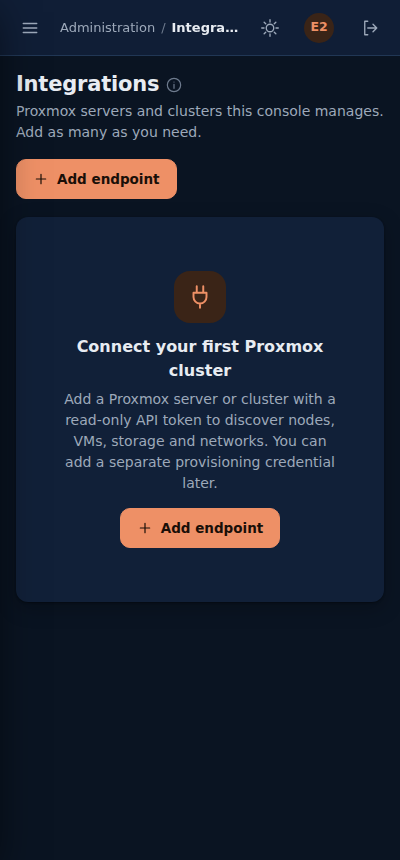 Administration / Integra... E2
Integrations
Proxmox servers and clusters this console manages.
Add as many as you need.
Add endpoint
Connect your first Proxmox
cluster
Add a Proxmox server or cluster with a
read-only API token to discover nodes,
VMs, storage and networks. You can
add a separate provisioning credential
later.
Add endpoint